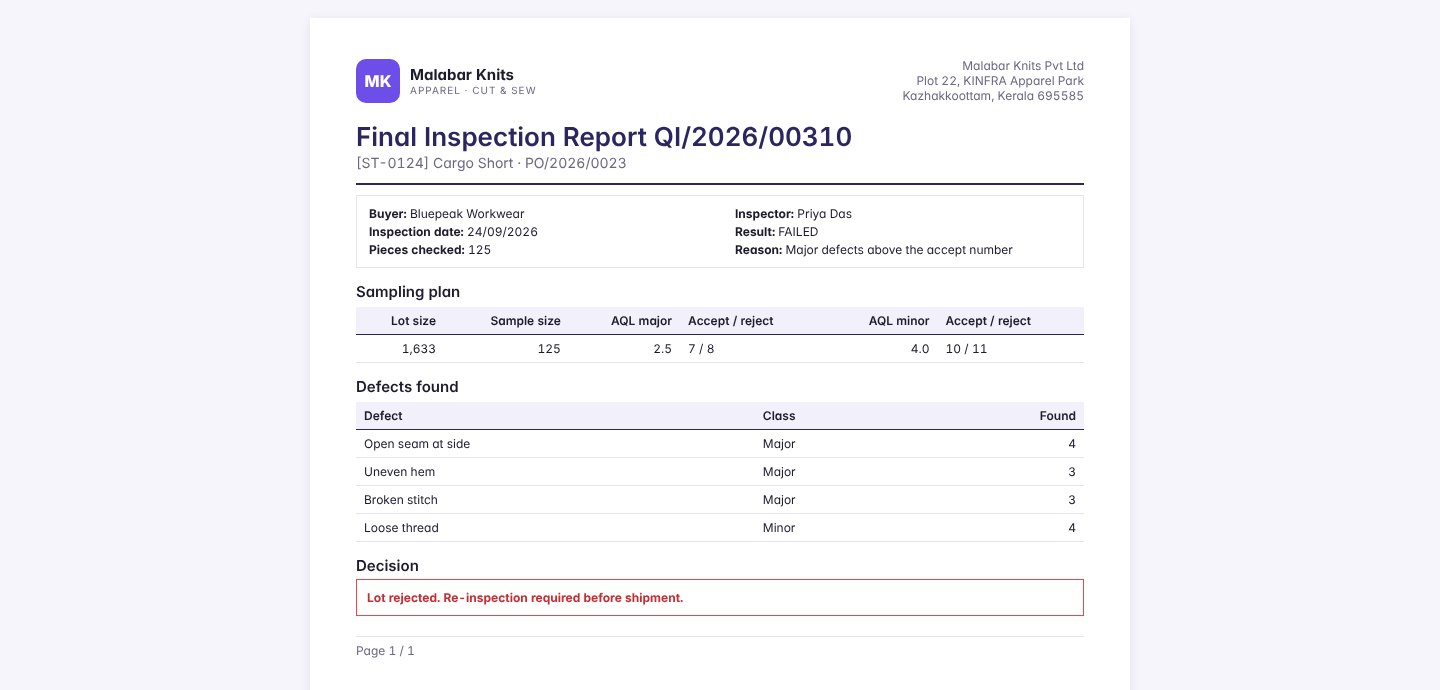 MK
Malabar Knits
APPAREL · CUT & SEW
Malabar Knits Pvt Ltd
Plot 22, KINFRA Apparel Park
Kazhakkoottam, Kerala 695585
Final Inspection Report QI/2026/00310
[ST-0124] Cargo Short · PO/2026/0023
Buyer: Bluepeak Workwear
Inspection date: 24/09/2026
Pieces checked: 125
Inspector: Priya Das
Result: FAILED
Reason: Major defects above the accept number
Sampling plan
Lot size Sample size AQL major Accept / reject AQL minor Accept / reject
1,633 125 2.5 7 / 8 4.0 10 / 11
Defects found
Defect Class Found
Open seam at side Major 4
Uneven hem Major 3
Broken stitch Major 3
Loose thread Minor 4
Decision
Lot rejected. Re-inspection required before shipment.
Page 1 / 1